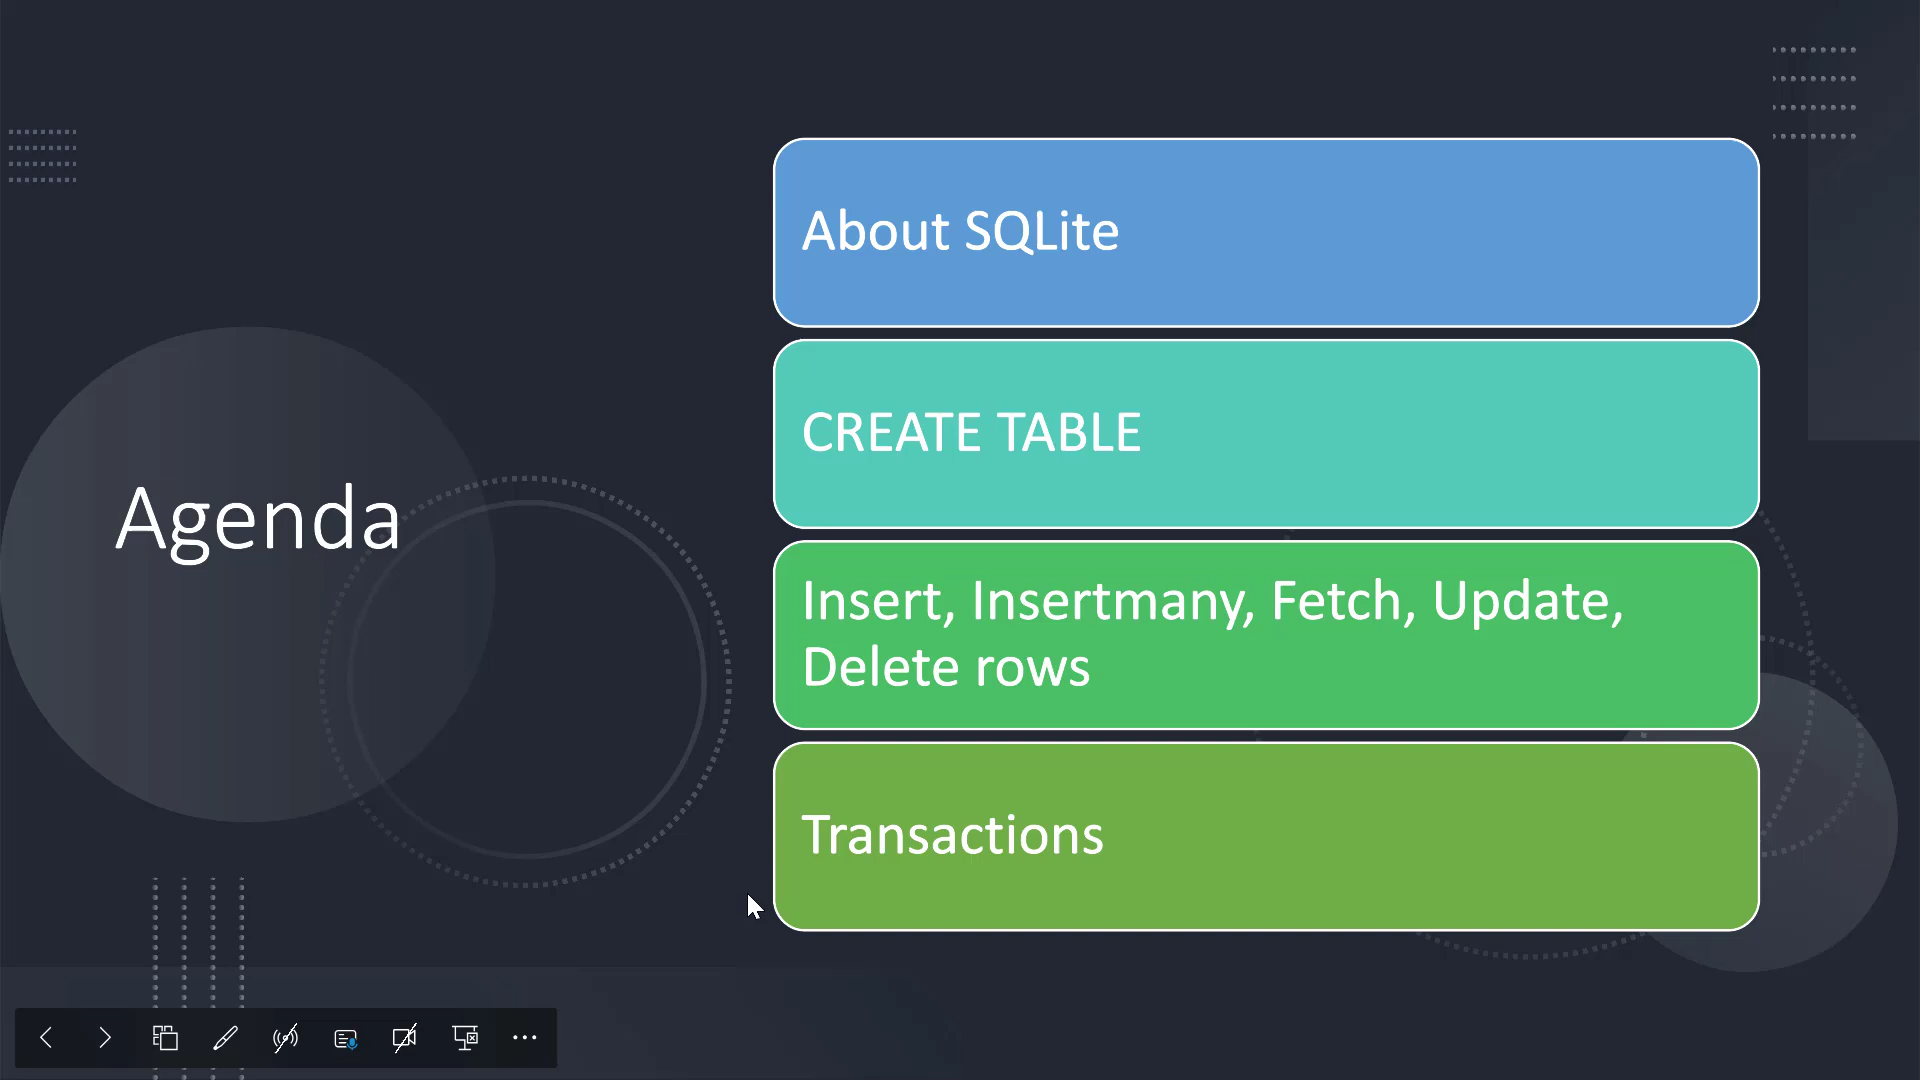 Agenda
About SQLite
CREATE TABLE
Insert, Insertmany, Fetch, Update,
Delete rows
Transactions